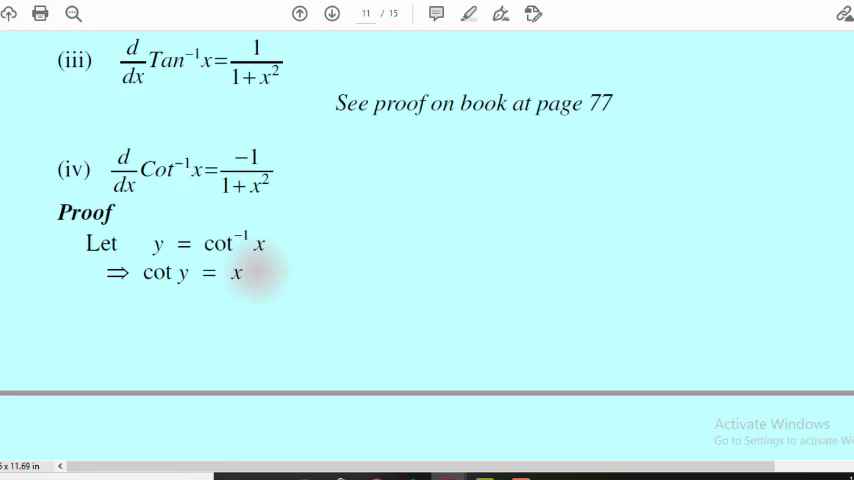 11 / 15
(iii) d/dx Tan⁻¹x = 1/(1+x²)
See proof on book at page 77
(iv) d/dx Cot⁻¹x = −1/(1+x²)
Proof
Let y = cot⁻¹ x
⇒ cot y = x
Activate Windows
Go to Settings to activate Wi
x 11.69 in